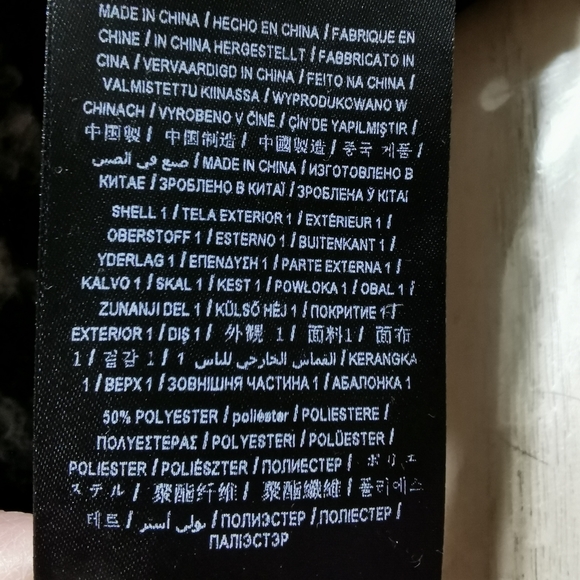 MADE IN CHINA / HECHO EN CHINA / FABRIQUE EN
CHINE / IN CHINA HERGESTELLT / FABBRICATO IN
CINA / VERVAARDIGD IN CHINA / FEITO NA CHINA /
VALMISTETTU KIINASSA / WYPRODUKOWANO W
CHINACH / VYROBENO V ČÍNĚ / ÇİN'DE YAPILMIŞTIR /
中国製 / 中国制造 / 中國製造 / 중국 제품 /
صنع في الصين / MADE IN CHINA / ИЗГОТОВЛЕНО В
КИТАЕ / ЗРОБЛЕНО В КИТАЇ / ЗРОБЛЕНА Ў КІТАІ
SHELL 1 / TELA EXTERIOR 1 / EXTÉRIEUR 1 /
OBERSTOFF 1 / ESTERNO 1 / BUITENKANT 1 /
YDERLAG 1 / ΕΠΕΝΔΥΣΗ 1 / PARTE EXTERNA 1 /
KALVO 1 / SKAL 1 / KEST 1 / POWŁOKA 1 / OBAL 1 /
ZUNANJI DEL 1 / KÜLSŐ HÉJ 1 / ПОКРИТИЕ 1 /
EXTERIOR 1 / DIŞ 1 / 外観 1 / 面料1 / 面布
1 / 겉감 1 / 1 القماش الخارجي للباس / KERANGKA
1 / ВЕРХ 1 / ЗОВНІШНЯ ЧАСТИНА 1 / АБАЛОНКА 1
50% POLYESTER / poliéster / POLIESTERE /
ΠΟΛΥΕΣΤΕΡΑΣ / POLYESTERI / POLÜESTER /
POLIESTER / POLIÉSZTER / ПОЛИЕСТЕР / ポリエ
ステル / 聚酯纤维 / 聚酯纖維 / 폴리에스
테르 / بولي أستر / ПОЛИЭСТЕР / ПОЛІЕСТЕР /
ПАЛІЭСТЭР